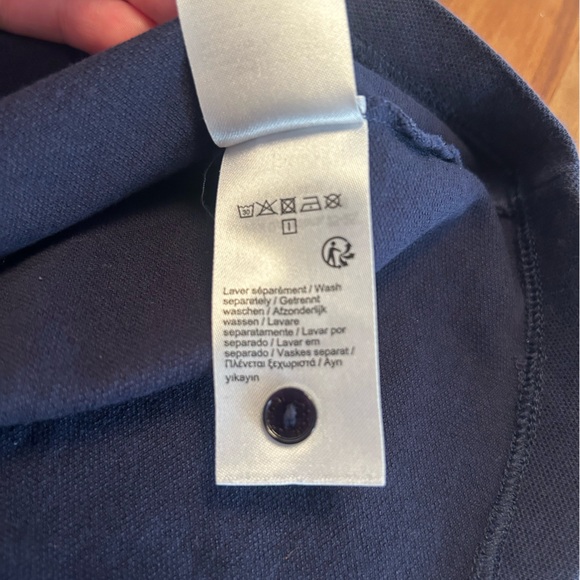 30
Laver séparément / Wash
separately / Getrennt
waschen / Afzonderlijk
wassen / Lavare
separatamente / Lavar por
separado / Lavar em
separado / Vaskes separat /
Πλένεται ξεχωριστά / Ayrı
yıkayın